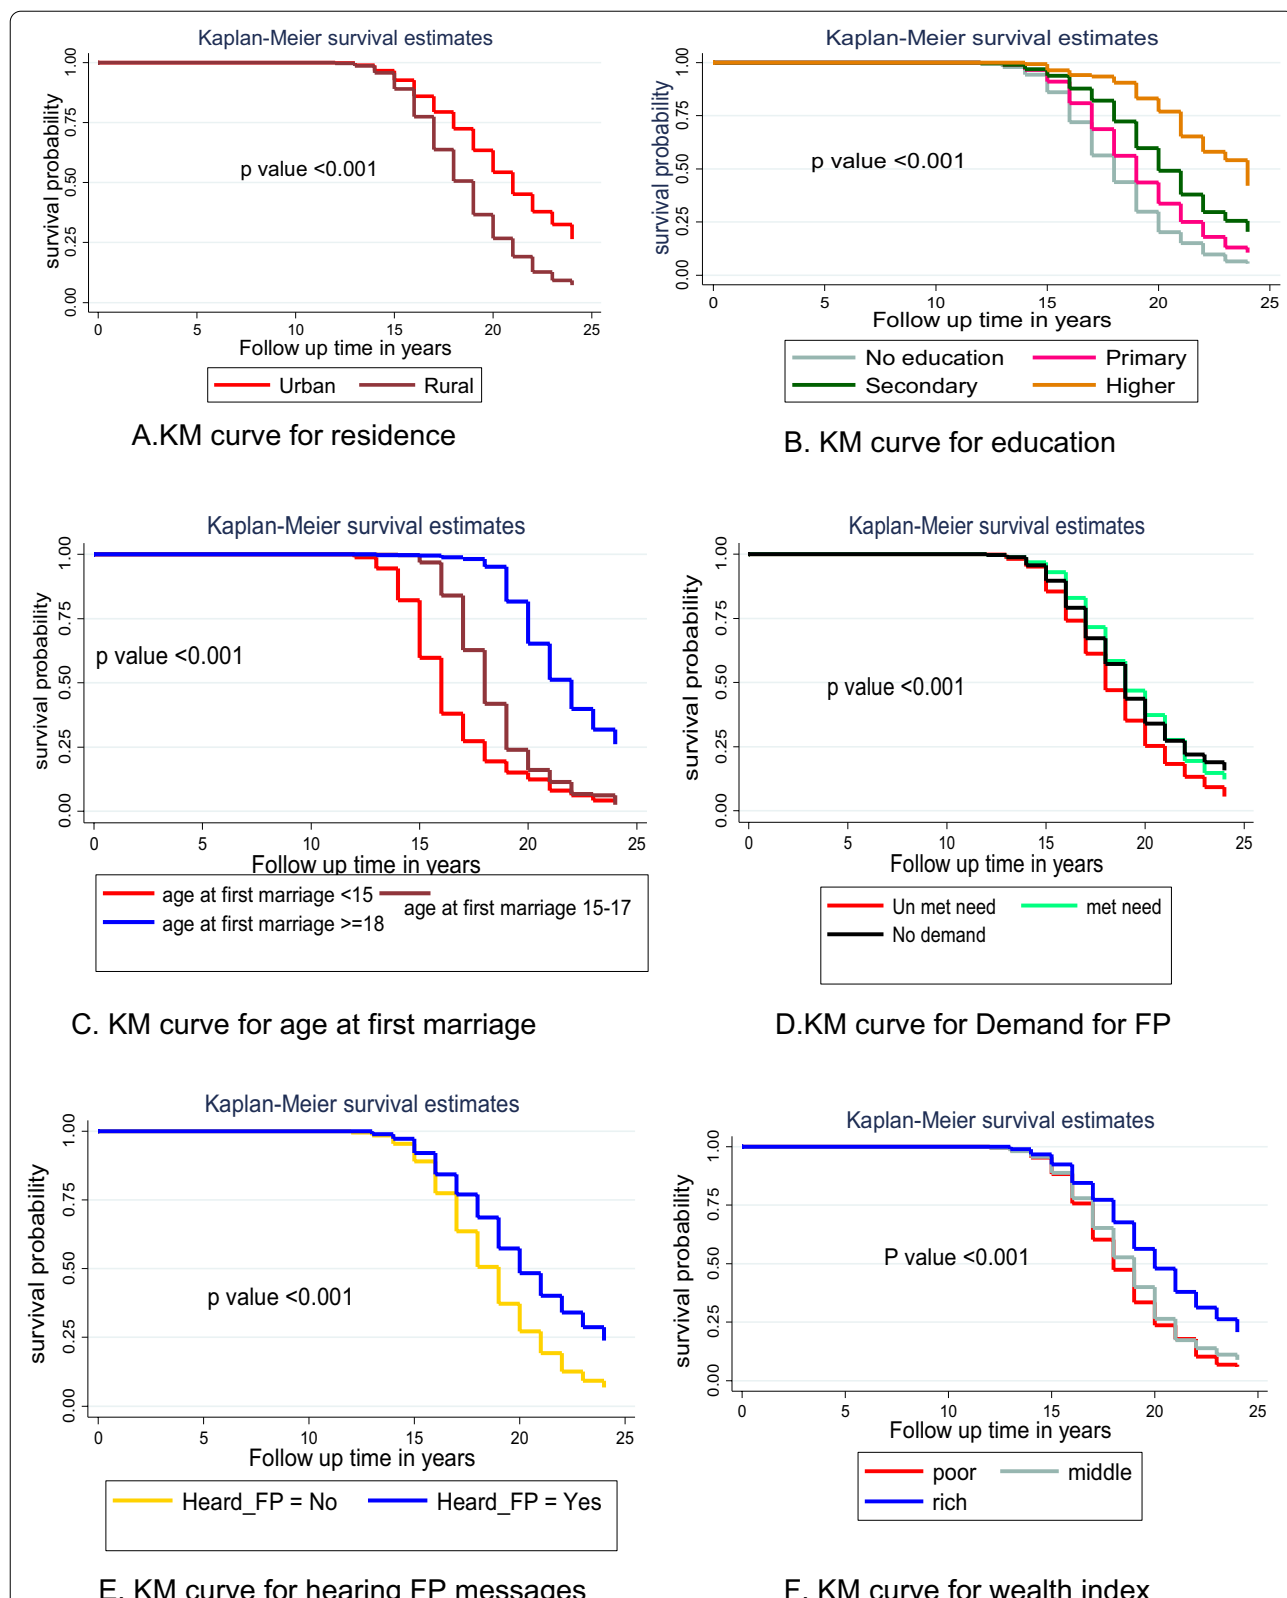 Kaplan-Meier survival estimates
survival probability
1.00
0.75
0.50
0.25
0.00
p value <0.001
0 5 10 15 20 25
Follow up time in years
Urban Rural
A.KM curve for residence
Kaplan-Meier survival estimates
survival probability
1.00
0.75
0.50
0.25
0.00
p value <0.001
0 5 10 15 20 25
Follow up time in years
No education Primary
Secondary Higher
B. KM curve for education
Kaplan-Meier survival estimates
survival probability
1.00
0.75
0.50
0.25
0.00
p value <0.001
0 5 10 15 20 25
Follow up time in years
age at first marriage <15 age at first marriage 15-17
age at first marriage >=18
C. KM curve for age at first marriage
Kaplan-Meier survival estimates
survival probability
1.00
0.75
0.50
0.25
0.00
p value <0.001
0 5 10 15 20 25
Follow up time in years
Un met need met need
No demand
D.KM curve for Demand for FP
Kaplan-Meier survival estimates
survival probability
1.00
0.75
0.50
0.25
0.00
p value <0.001
0 5 10 15 20 25
Follow up time in years
Heard_FP = No Heard_FP = Yes
E. KM curve for hearing FP messages
Kaplan-Meier survival estimates
survival probability
1.00
0.75
0.50
0.25
0.00
P value <0.001
0 5 10 15 20 25
Follow up time in years
poor middle
rich
F. KM curve for wealth index